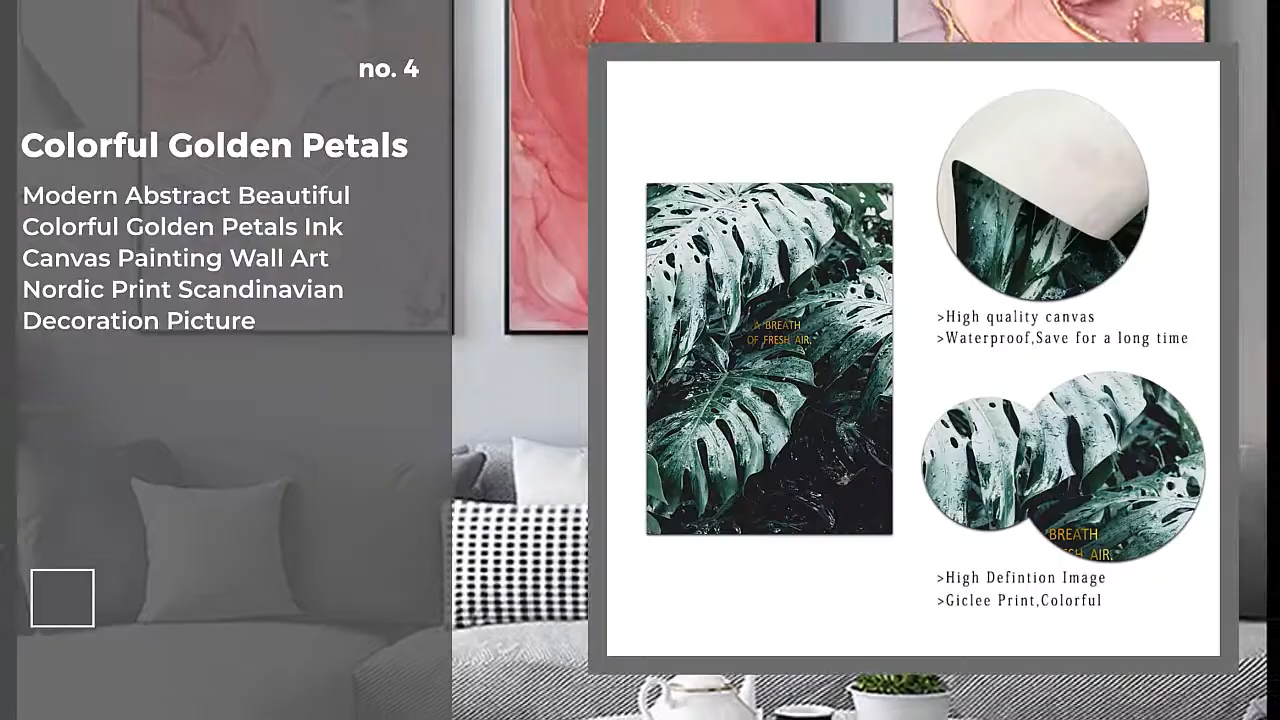 no. 4
Colorful Golden Petals
Modern Abstract Beautiful
Colorful Golden Petals Ink
Canvas Painting Wall Art
Nordic Print Scandinavian
Decoration Picture
A BREATH
OF FRESH AIR.
>High quality canvas
>Waterproof,Save for a long time
BREATH
SH AIR.
>High Defintion Image
>Giclee Print,Colorful